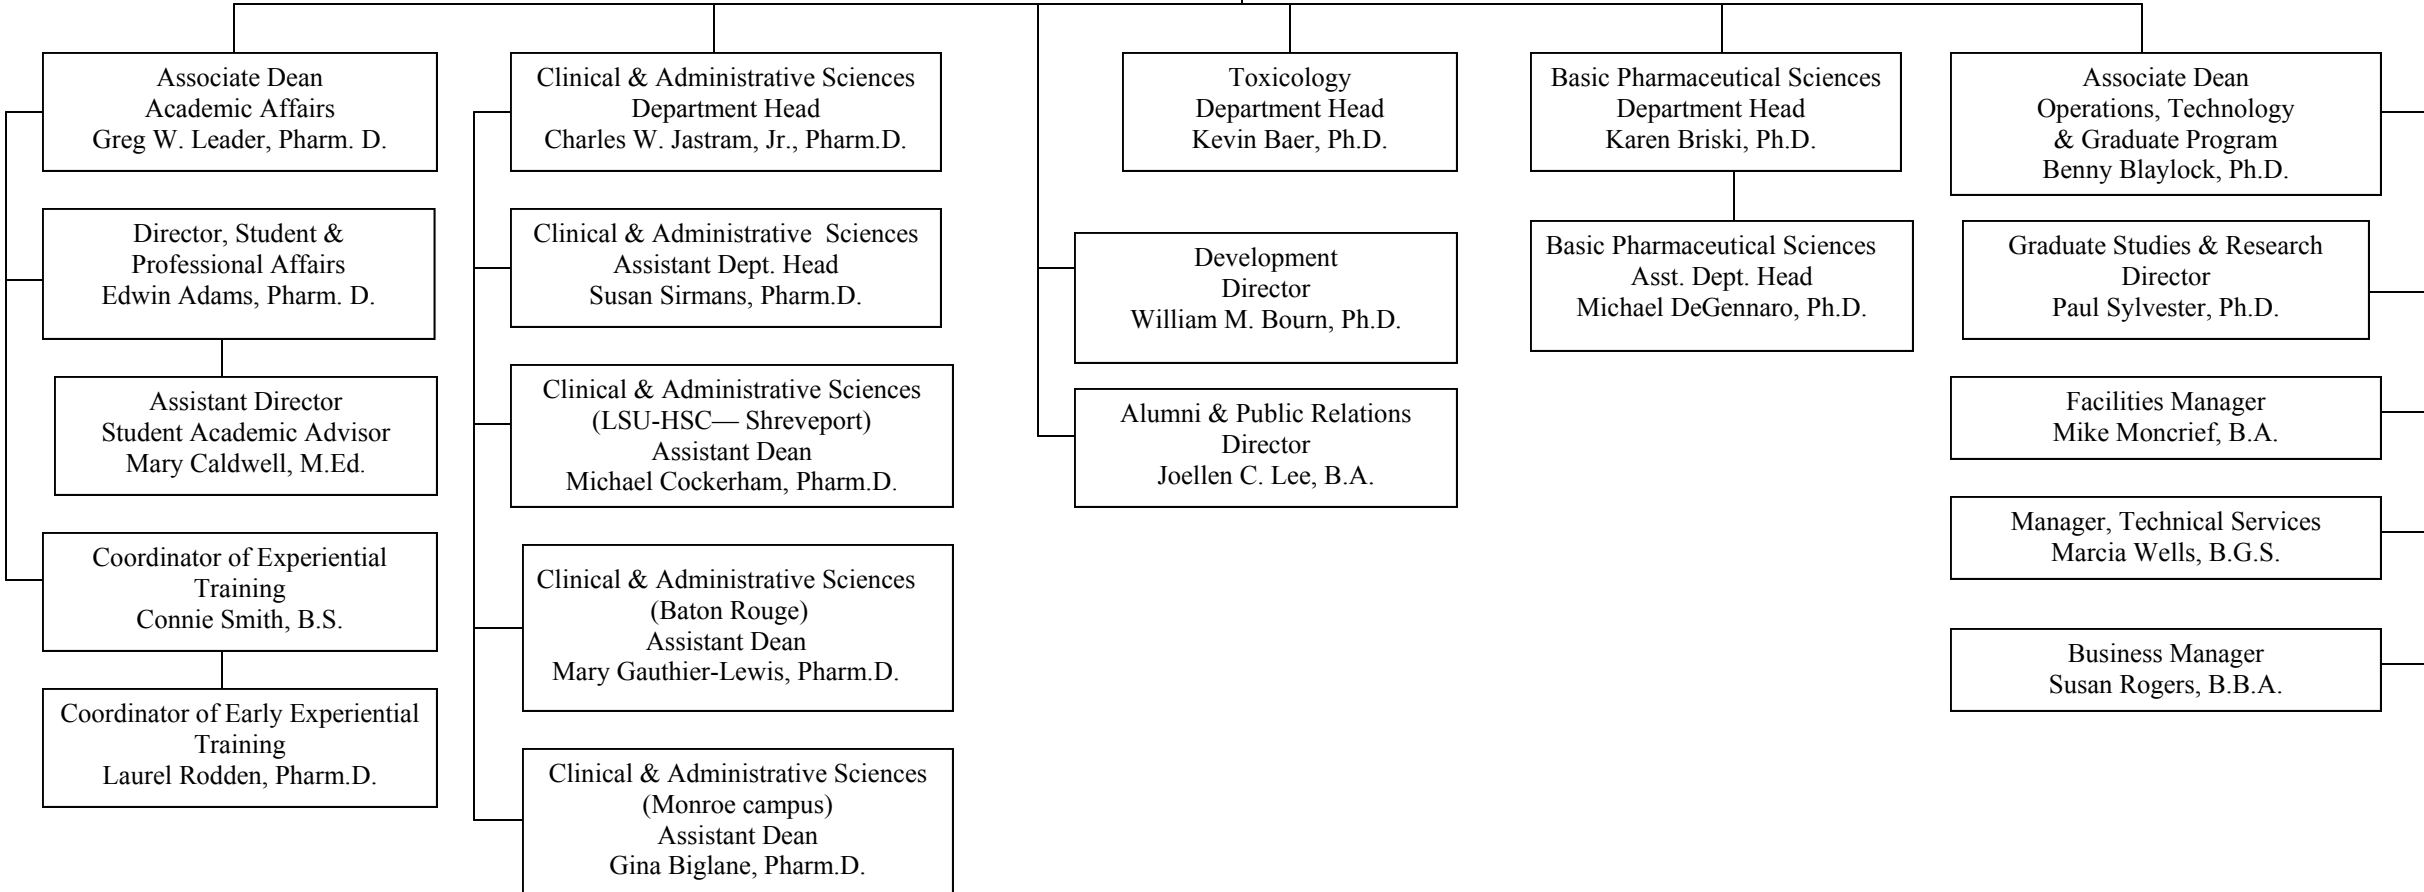 Associate Dean
Academic Affairs
Greg W. Leader, Pharm. D.
Director, Student &
Professional Affairs
Edwin Adams, Pharm. D.
Assistant Director
Student Academic Advisor
Mary Caldwell, M.Ed.
Coordinator of Experiential
Training
Connie Smith, B.S.
Coordinator of Early Experiential
Training
Laurel Rodden, Pharm.D.
Clinical & Administrative Sciences
Department Head
Charles W. Jastram, Jr., Pharm.D.
Clinical & Administrative Sciences
Assistant Dept. Head
Susan Sirmans, Pharm.D.
Clinical & Administrative Sciences
(LSU-HSC— Shreveport)
Assistant Dean
Michael Cockerham, Pharm.D.
Clinical & Administrative Sciences
(Baton Rouge)
Assistant Dean
Mary Gauthier-Lewis, Pharm.D.
Clinical & Administrative Sciences
(Monroe campus)
Assistant Dean
Gina Biglane, Pharm.D.
Toxicology
Department Head
Kevin Baer, Ph.D.
Development
Director
William M. Bourn, Ph.D.
Alumni & Public Relations
Director
Joellen C. Lee, B.A.
Basic Pharmaceutical Sciences
Department Head
Karen Briski, Ph.D.
Basic Pharmaceutical Sciences
Asst. Dept. Head
Michael DeGennaro, Ph.D.
Associate Dean
Operations, Technology
& Graduate Program
Benny Blaylock, Ph.D.
Graduate Studies & Research
Director
Paul Sylvester, Ph.D.
Facilities Manager
Mike Moncrief, B.A.
Manager, Technical Services
Marcia Wells, B.G.S.
Business Manager
Susan Rogers, B.B.A.